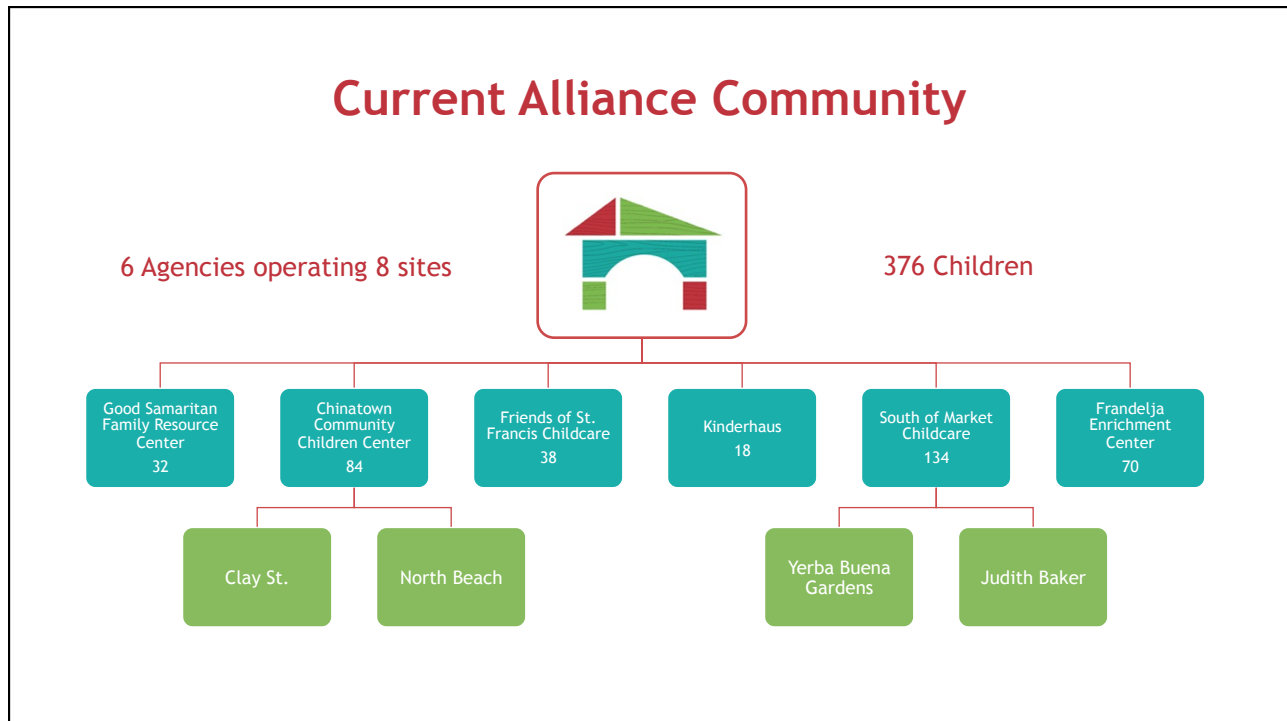 Current Alliance Community
6 Agencies operating 8 sites
376 Children
Good Samaritan
Family Resource
Center
32
Chinatown
Community
Children Center
84
Friends of St.
Francis Childcare
38
Kinderhaus
18
South of Market
Childcare
134
Frandelja
Enrichment
Center
70
Clay St.
North Beach
Yerba Buena
Gardens
Judith Baker